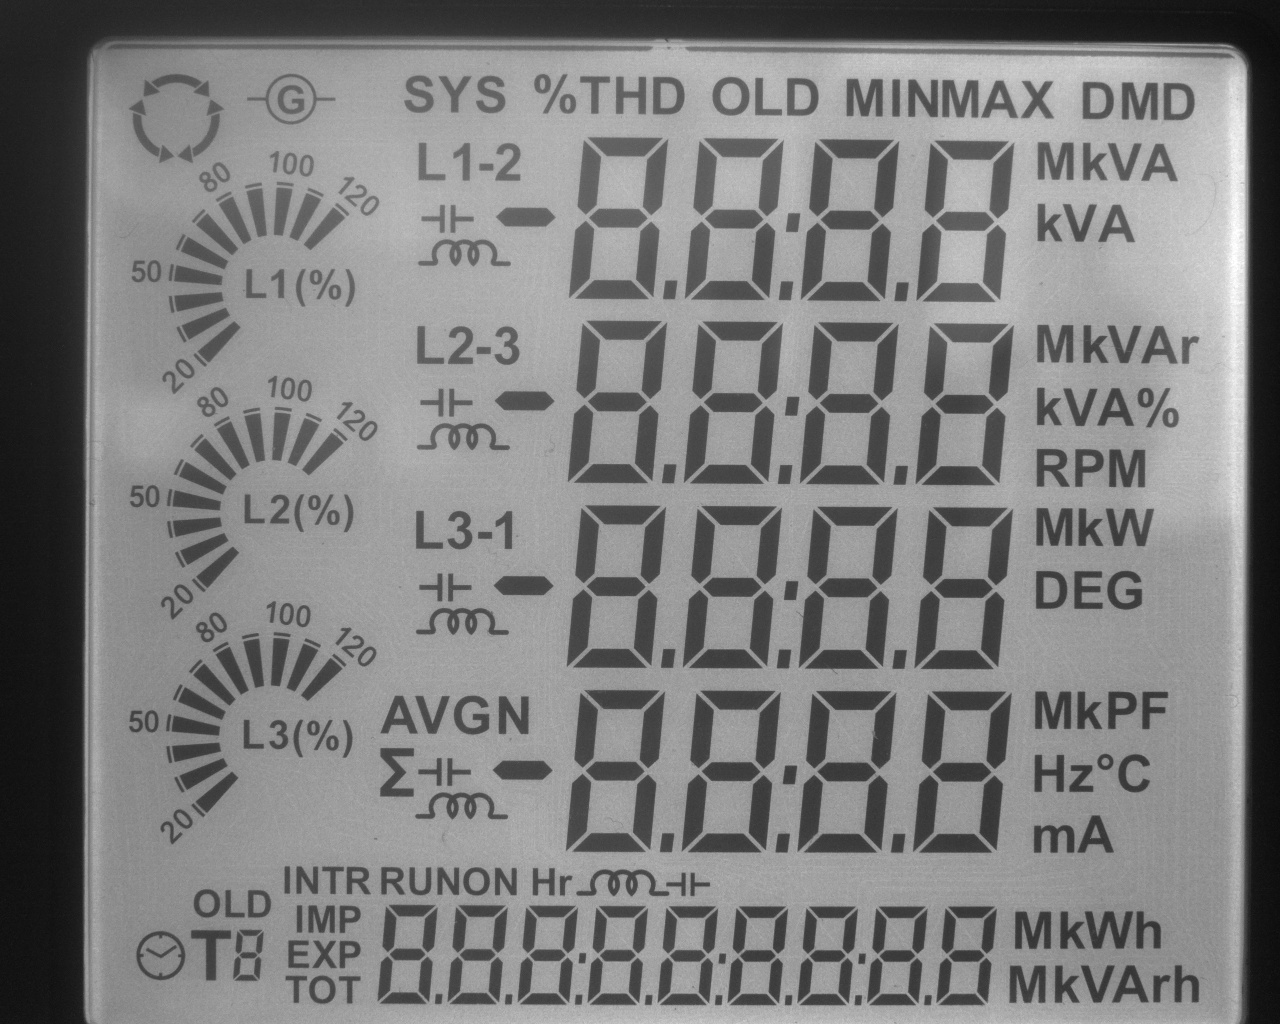 G SYS %THD OLD MINMAX DMD
80 100 120
50
20
L1(%)
L1-2 - 8.8:8.8 MkVA
kVA
80 100 120
50
20
L2(%)
L2-3 - 8.8:8.8 MkVAr
kVA%
RPM
80 100 120
50
20
L3(%)
L3-1 - 8.8:8.8 MkW
DEG
AVGN
Σ - 8.8:8.8 MkPF
Hz°C
mA
INTR RUNON Hr
OLD
T8
IMP
EXP
TOT
8.8.8:8.8:8.8:8.8
MkWh
MkVArh